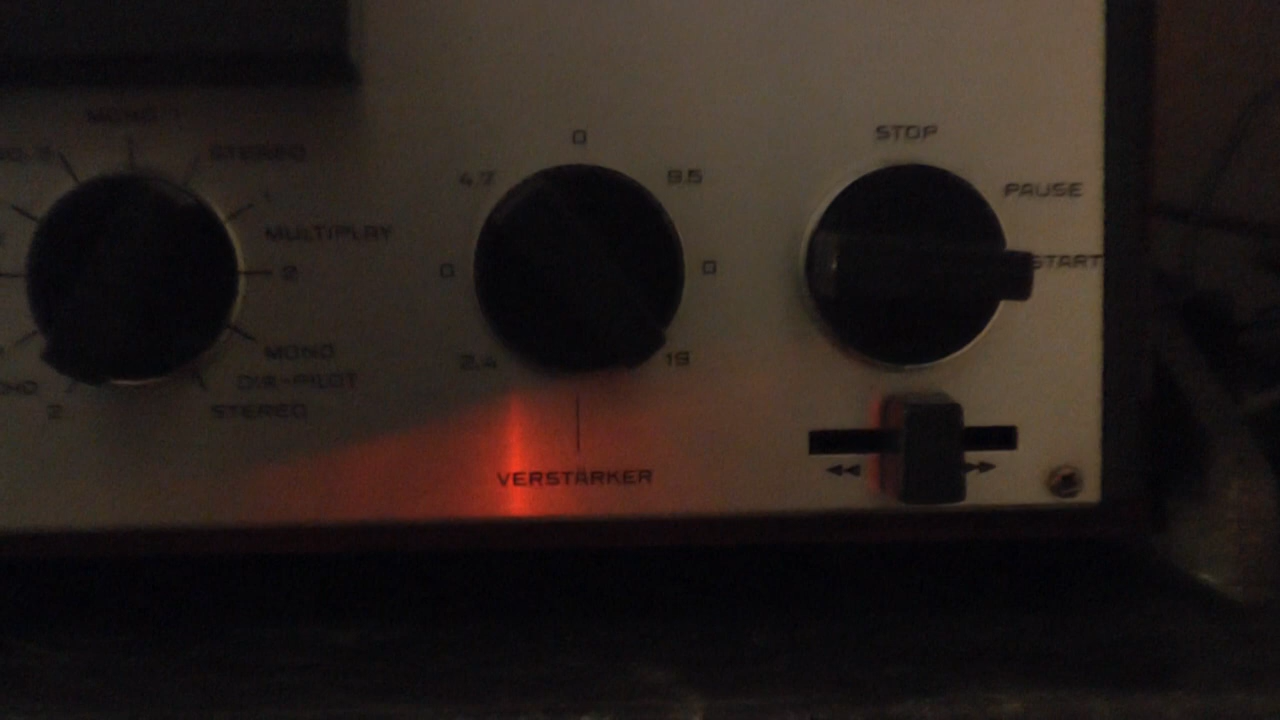 MONO 1
STEREO
MULTIPLAY
2
MONO
DIA-PILOT
STEREO
2
0
4.7
9.5
0
0
2.4
19
VERSTÄRKER
STOP
PAUSE
START